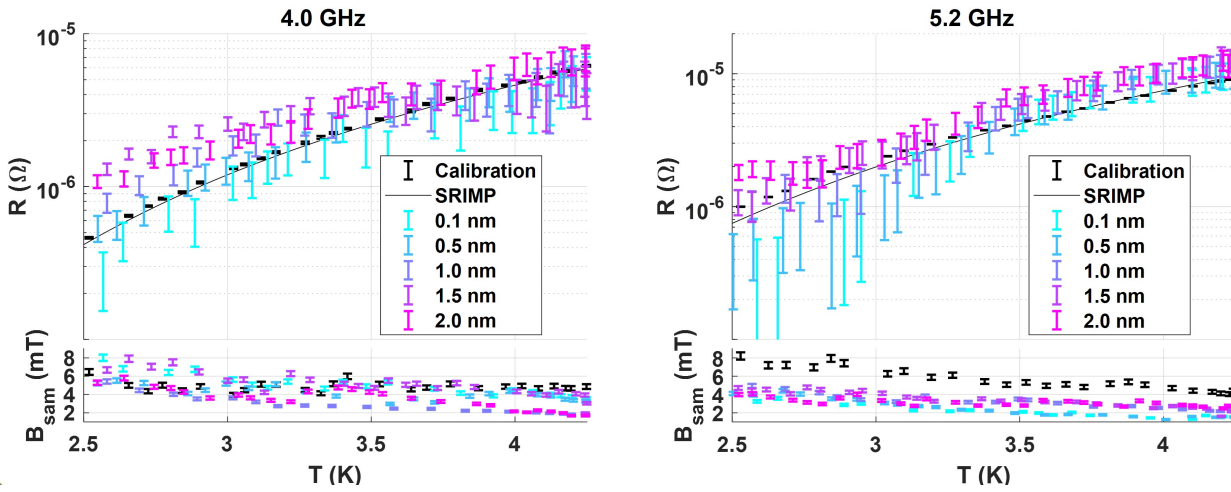 4.0 GHz
10^-5
10^-6
R (Ω)
Calibration
SRIMP
0.1 nm
0.5 nm
1.0 nm
1.5 nm
2.0 nm
8
6
4
2
B_sam (mT)
2.5 3 3.5 4
T (K)
5.2 GHz
10^-5
10^-6
R (Ω)
Calibration
SRIMP
0.1 nm
0.5 nm
1.0 nm
1.5 nm
2.0 nm
8
6
4
2
B_sam (mT)
2.5 3 3.5 4
T (K)